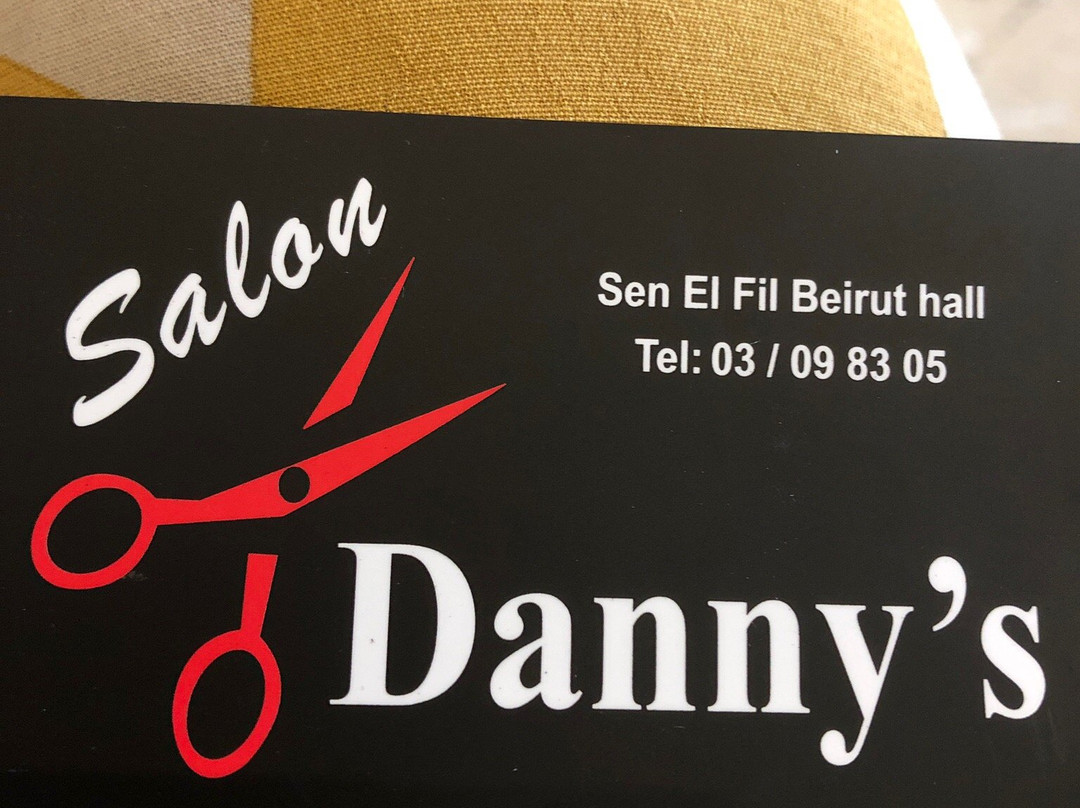 Salon
Sen El Fil Beirut hall
Tel: 03 / 09 83 05
Danny’s